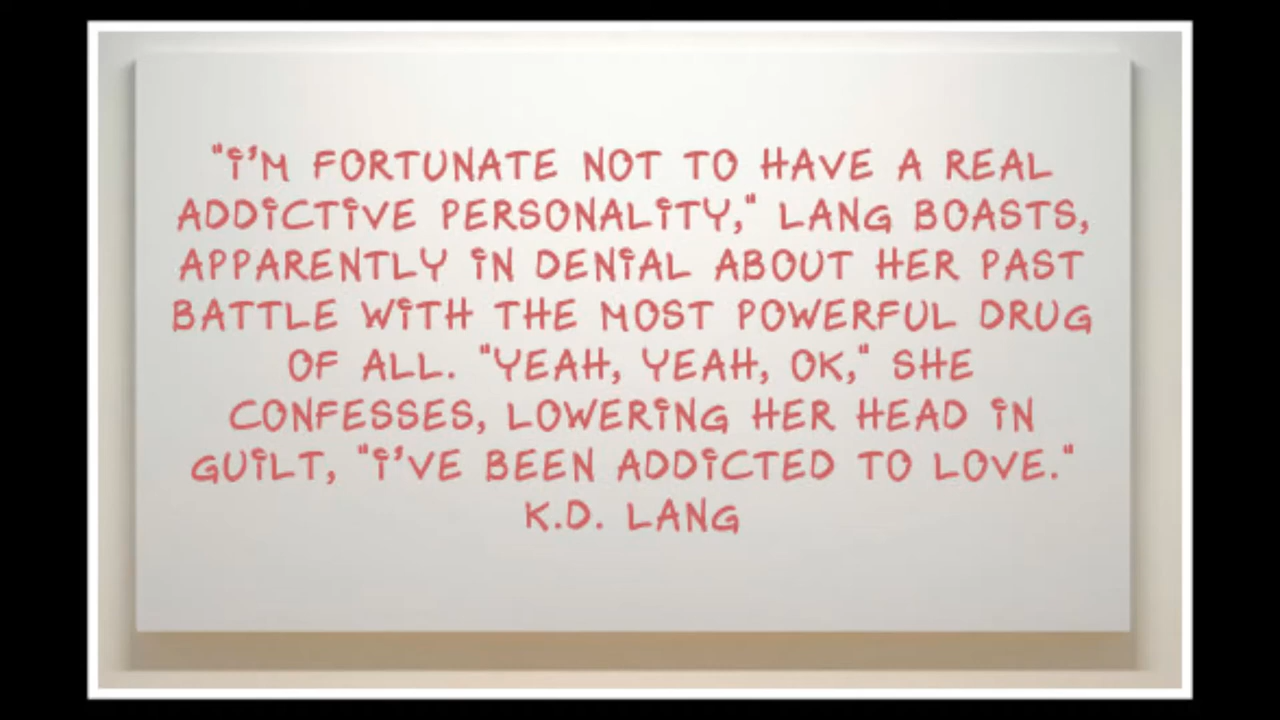 "I'M FORTUNATE NOT TO HAVE A REAL
ADDICTIVE PERSONALITY," LANG BOASTS,
APPARENTLY IN DENIAL ABOUT HER PAST
BATTLE WITH THE MOST POWERFUL DRUG
OF ALL. "YEAH, YEAH, OK," SHE
CONFESSES, LOWERING HER HEAD IN
GUILT, "I'VE BEEN ADDICTED TO LOVE."
K.D. LANG